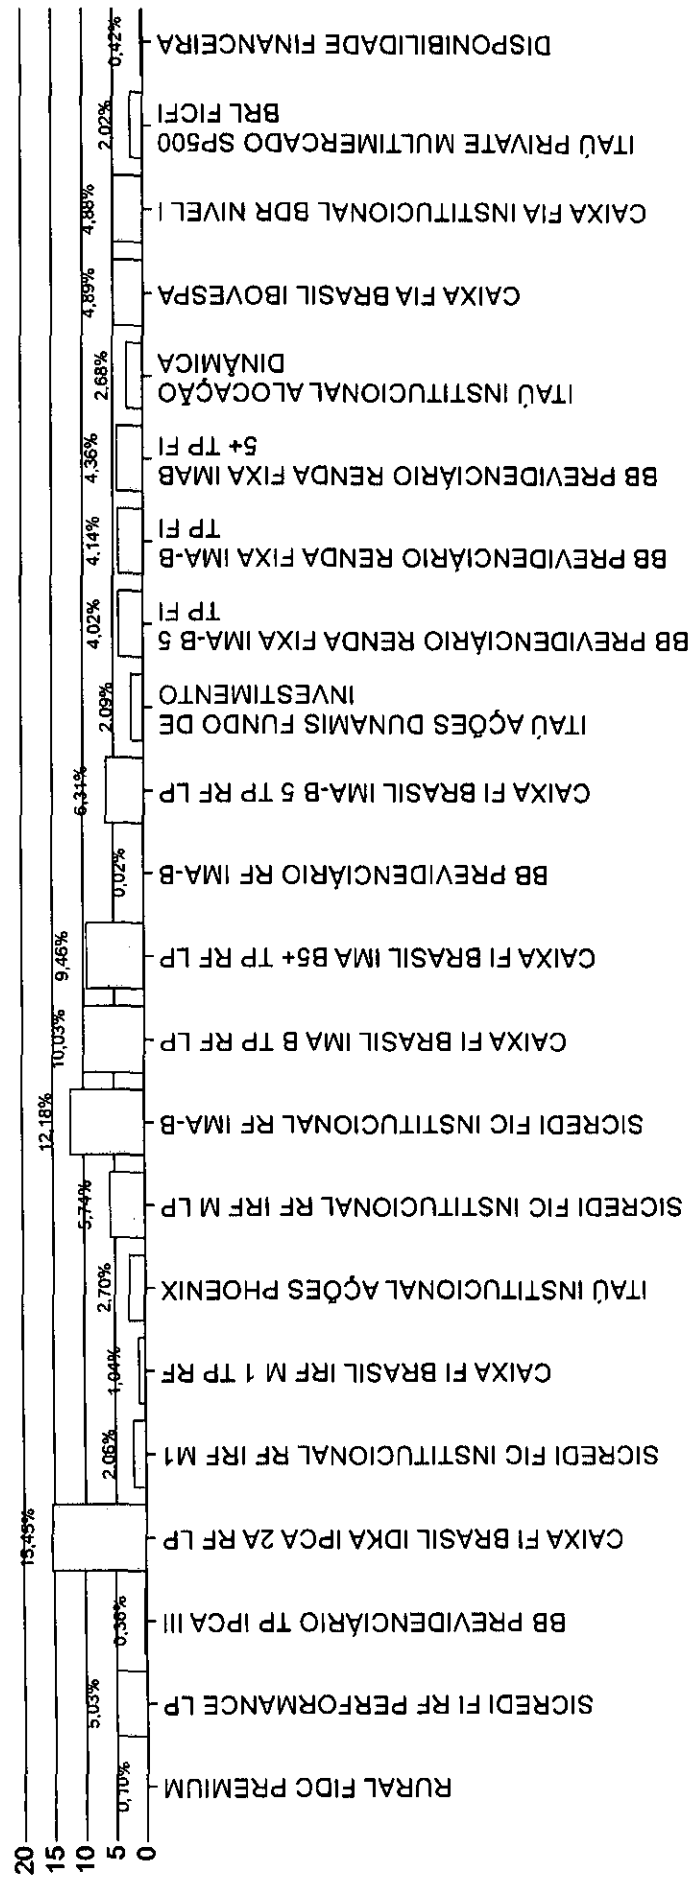 20
15
10
5
0
0,10%
5,03%
0,36%
15,45%
2,06%
1,04%
2,70%
5,74%
12,18%
10,03%
9,46%
0,02%
6,31%
2,09%
4,02%
4,14%
4,36%
2,68%
4,89%
4,88%
2,02%
0,42%
RURAL FIDC PREMIUM
SICREDI FI RF PERFORMANCE LP
BB PREVIDENCIÁRIO TP IPCA III
CAIXA FI BRASIL IDKA IPCA 2A RF LP
SICREDI FIC INSTITUCIONAL RF IRF M1
CAIXA FI BRASIL IRF M 1 TP RF
ITAÚ INSTITUCIONAL AÇÕES PHOENIX
SICREDI FIC INSTITUCIONAL RF IRF M LP
SICREDI FIC INSTITUCIONAL RF IMA-B
CAIXA FI BRASIL IMA B TP RF LP
CAIXA FI BRASIL IMA B5+ TP RF LP
BB PREVIDENCIÁRIO RF IMA-B
CAIXA FI BRASIL IMA-B 5 TP RF LP
ITAÚ AÇÕES DUNAMIS FUNDO DE
INVESTIMENTO
BB PREVIDENCIÁRIO RENDA FIXA IMA-B 5
TP FI
BB PREVIDENCIÁRIO RENDA FIXA IMA-B
TP FI
BB PREVIDENCIÁRIO RENDA FIXA IMAB
5+ TP FI
ITAÚ INSTITUCIONAL ALOCAÇÃO
DINÂMICA
CAIXA FIA BRASIL IBOVESPA
CAIXA FIA INSTITUCIONAL BDR NIVEL I
ITAÚ PRIVATE MULTIMERCADO SP500
BRL FICFI
DISPONIBILIDADE FINANCEIRA